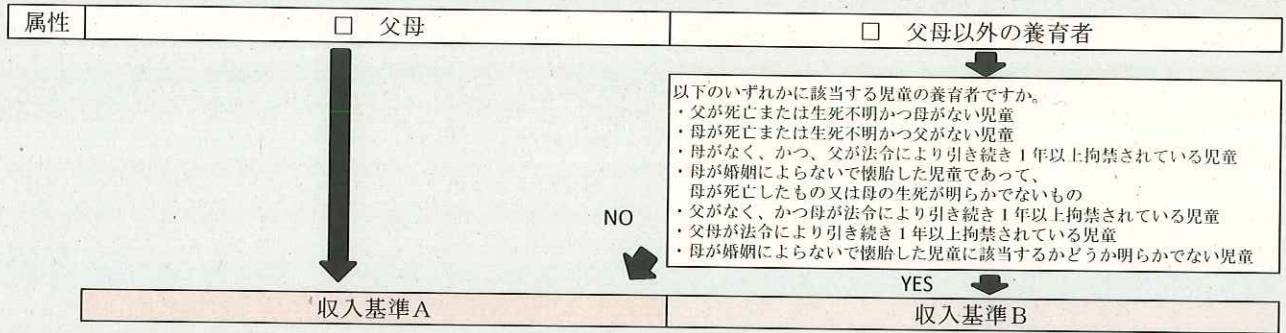 属性
□ 父母
□ 父母以外の養育者
以下のいずれかに該当する児童の養育者ですか。
・父が死亡または生死不明かつ母がない児童
・母が死亡または生死不明かつ父がない児童
・母がなく、かつ、父が法令により引き続き1年以上拘禁されている児童
・母が婚姻によらないで懐胎した児童であって、
母が死亡したもの又は母の生死が明らかでないもの
・父がなく、かつ母が法令により引き続き1年以上拘禁されている児童
・父母が法令により引き続き1年以上拘禁されている児童
・母が婚姻によらないで懐胎した児童に該当するかどうか明らかでない児童
NO
YES
収入基準A
収入基準B